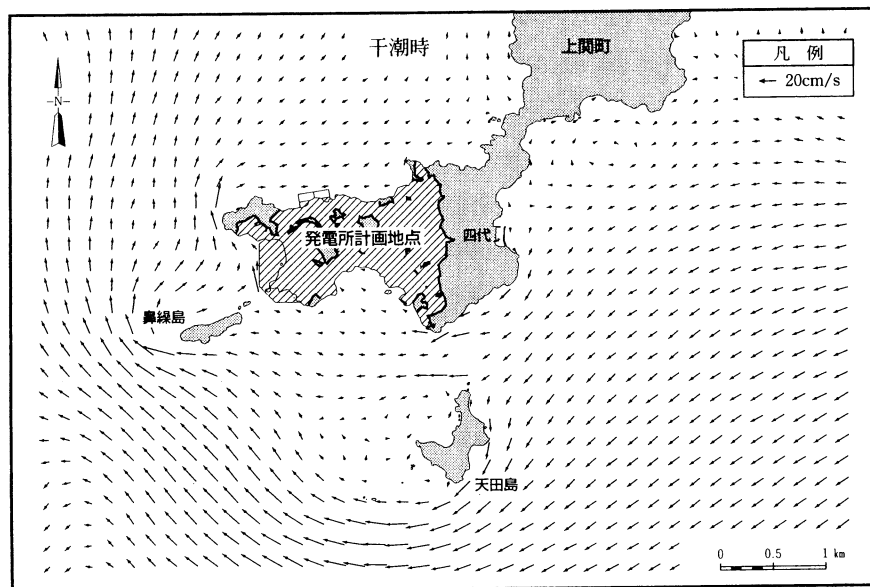 干潮時
上関町
凡 例
20cm/s
N
発電所計画地点
四代
鼻繰島
天田島
0 0.5 1 km